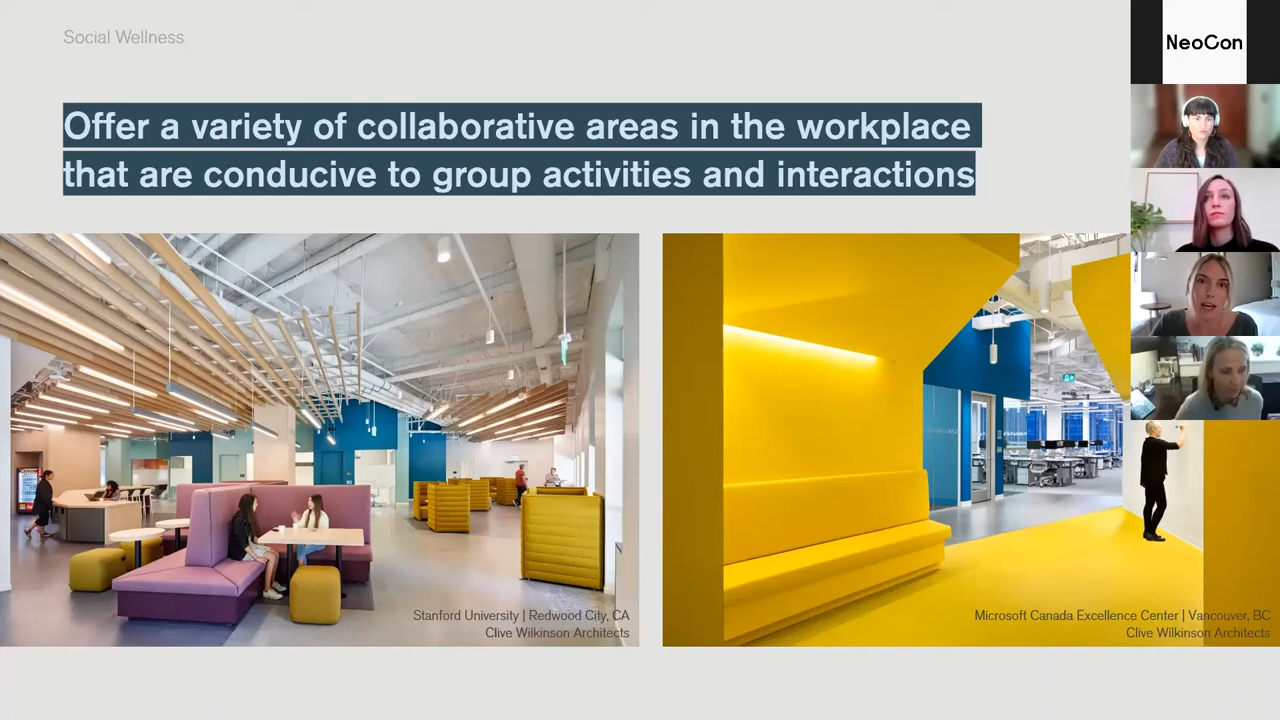 Social Wellness
NeoCon
Offer a variety of collaborative areas in the workplace
that are conducive to group activities and interactions
Stanford University | Redwood City, CA
Clive Wilkinson Architects
Microsoft Canada Excellence Center | Vancouver, BC
Clive Wilkinson Architects